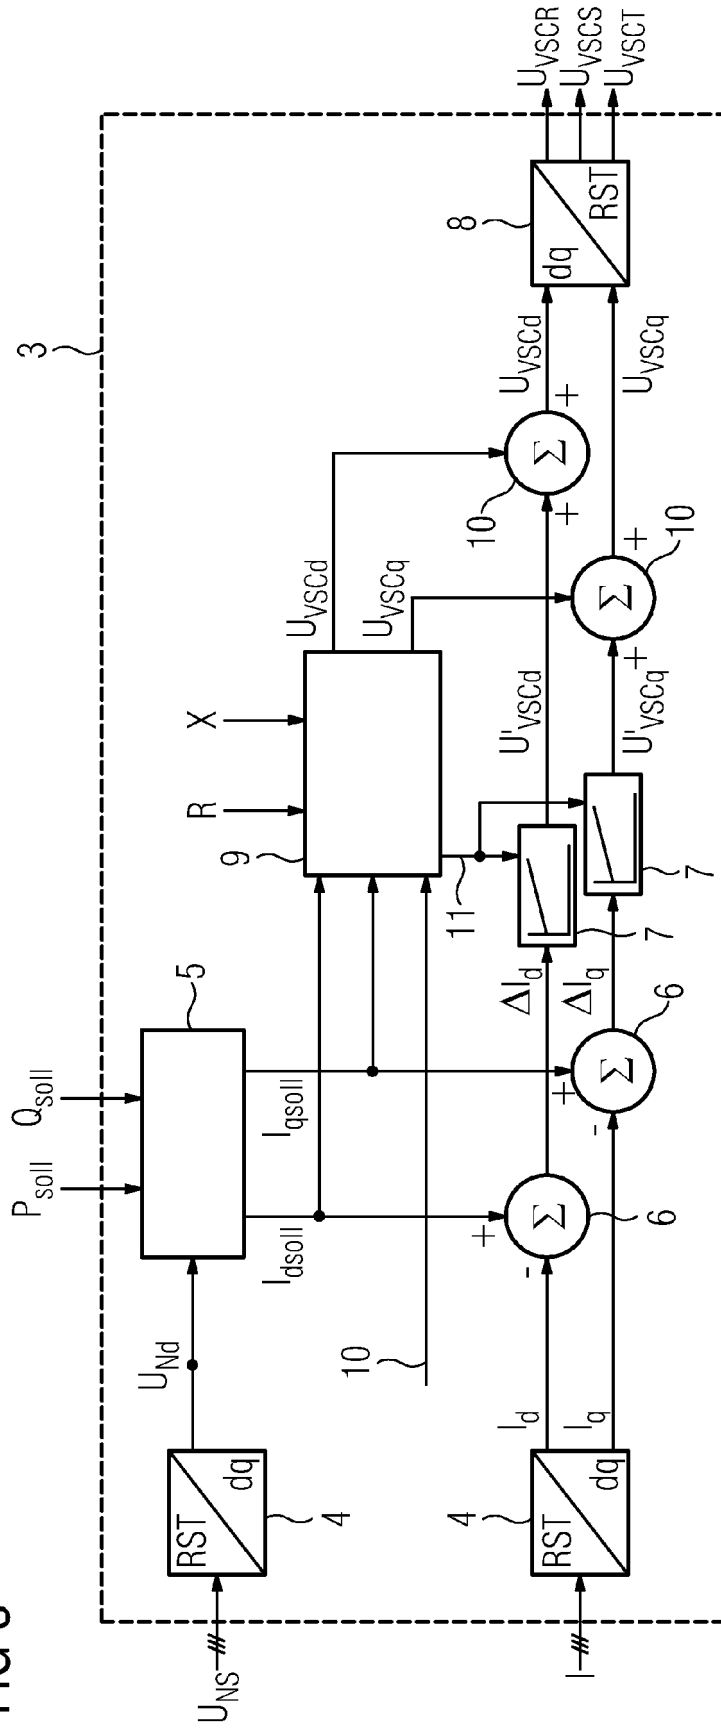 P_soll
Q_soll
3
U_NS
RST
dq
4
U_Nd
5
I_dsoll
I_qsoll
10
9
R
X
U_VSCd
U_VSCq
11
I
RST
dq
4
I_d
I_q
-
+
Σ
6
-
+
Σ
6
ΔI_d
ΔI_q
7
7
U'_VSCd
U'_VSCq
+
Σ
+
10
+
Σ
+
10
U_VSCd
U_VSCq
dq
RST
8
U_VSCR
U_VSCS
U_VSCT